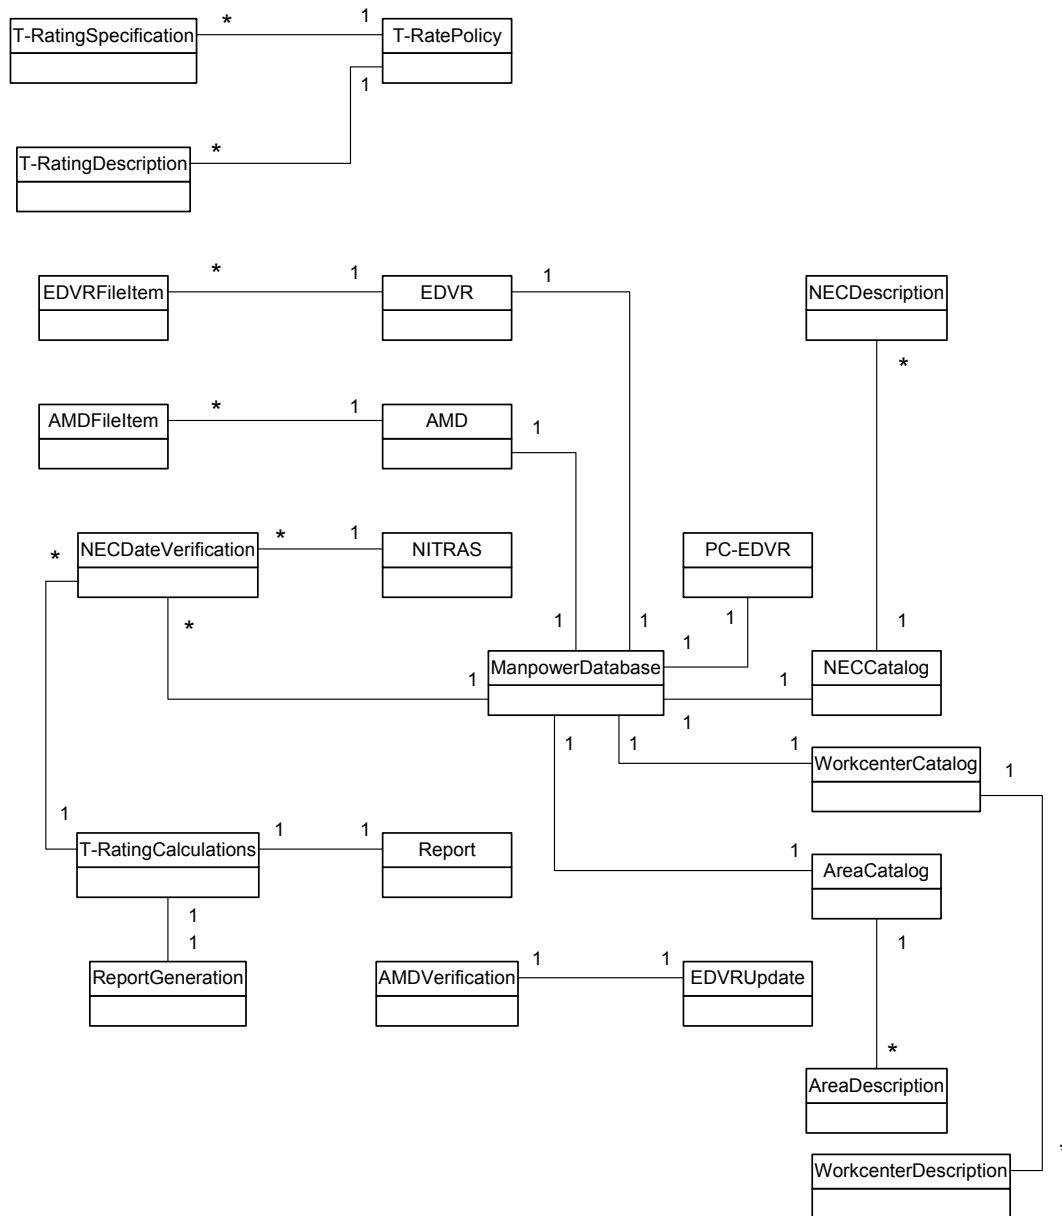 * 1
T-RatingSpecification T-RatePolicy
1
*
T-RatingDescription
* 1 1
EDVRFileItem EDVR NECDescription
*
* 1
AMDFileItem AMD 1
* * 1
NECDateVerification NITRAS PC-EDVR
* 1 1 1 1
1
ManpowerDatabase NECCatalog
1 1
1
1 1 1 1
WorkcenterCatalog
1 1 1
T-RatingCalculations Report 1
AreaCatalog
1
1 1
1 1
ReportGeneration AMDVerification EDVRUpdate
*
AreaDescription
*
WorkcenterDescription